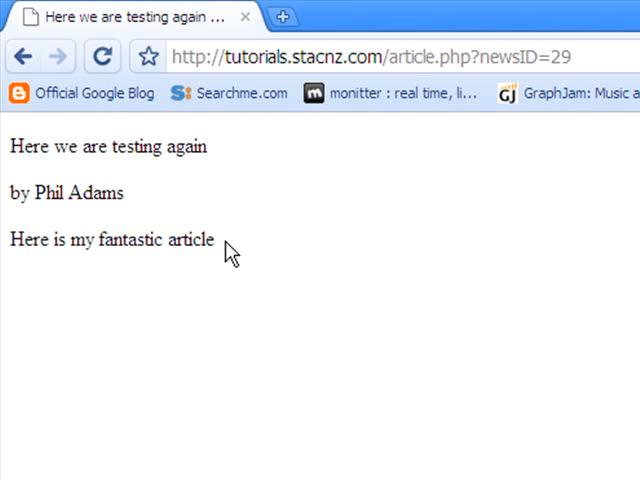 Here we are testing again ...
http://tutorials.stacnz.com/article.php?newsID=29
Official Google Blog Searchme.com monitter : real time, li... GraphJam: Music a
Here we are testing again
by Phil Adams
Here is my fantastic article